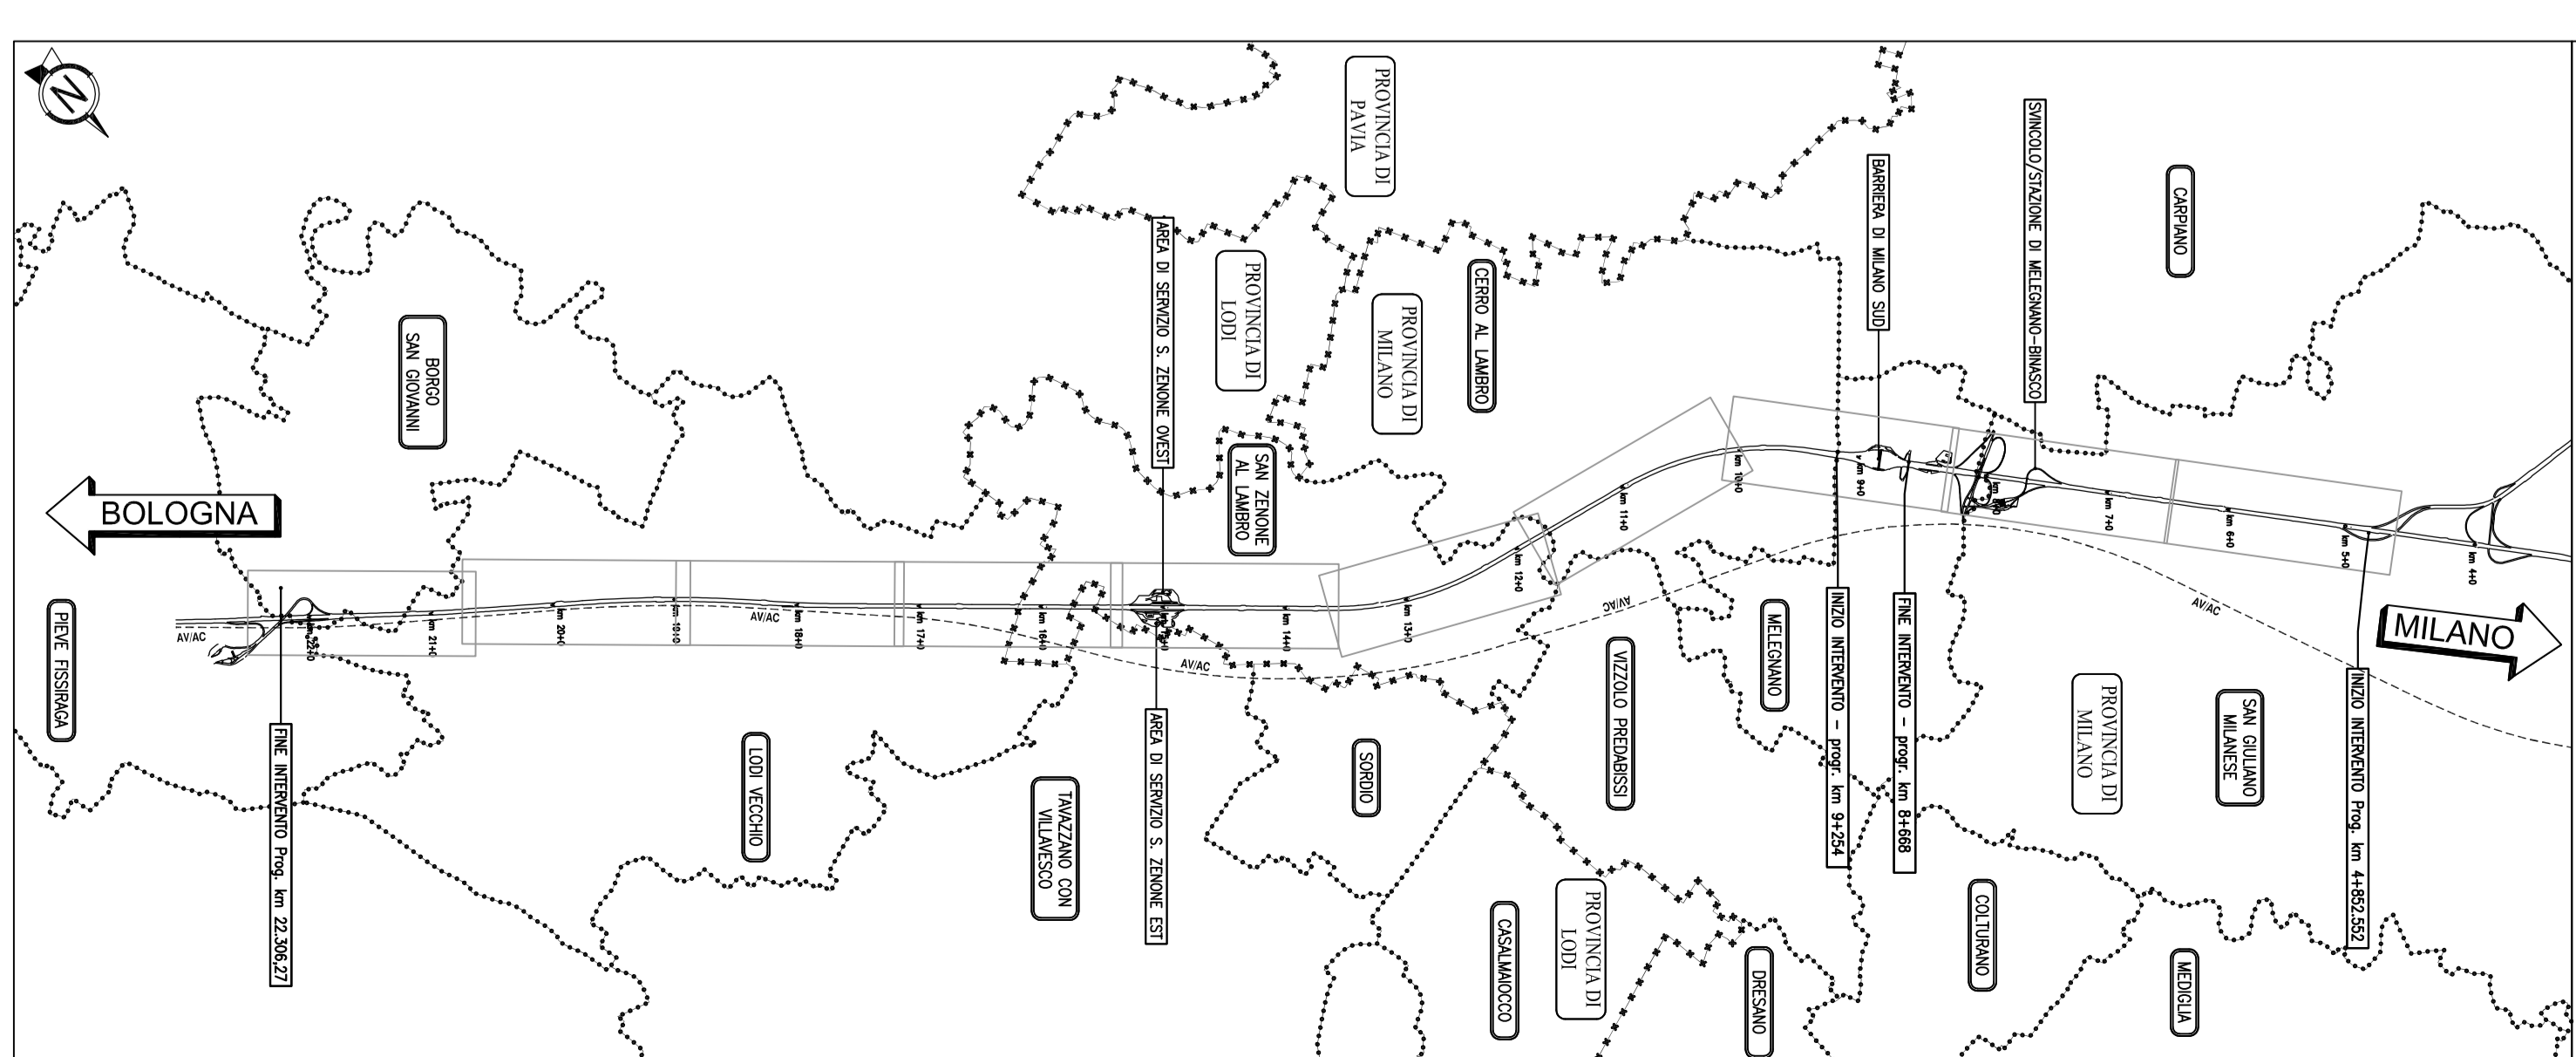 N
PROVINCIA DI
PAVIA
SVINCOLO/STAZIONE DI MELEGNANO-BINASCO
BARRIERA DI MILANO SUD
CARPIANO
AREA DI SERVIZIO S. ZENONE OVEST
PROVINCIA DI
LODI
CERRO AL LAMBRO
PROVINCIA DI
MILANO
BORGO
SAN GIOVANNI
SAN ZENONE
AL LAMBRO
BOLOGNA
MILANO
km 22+0
km 21+0
km 20+0
km 19+0
km 18+0
km 17+0
km 16+0
km 15+0
km 14+0
km 13+0
km 12+0
km 11+0
km 10+0
km 9+0
km 7+0
km 6+0
km 5+0
km 4+0
AV/AC
AV/AC
AV/AC
AV/AC
AV/AC
PIEVE FISSIRAGA
FINE INTERVENTO Prog. km 22.306,27
LODI VECCHIO
TAVAZZANO CON
VILLAVESCO
AREA DI SERVIZIO S. ZENONE EST
SORDIO
VIZZOLO PREDABISSI
MELEGNANO
INIZIO INTERVENTO - progr. km 9+254
FINE INTERVENTO - progr. km 8+668
PROVINCIA DI
MILANO
SAN GIULIANO
MILANESE
INIZIO INTERVENTO Prog. km 4+852.552
CASALMAIOCCO
PROVINCIA DI
LODI
DRESANO
COLTURANO
MEDIGLIA